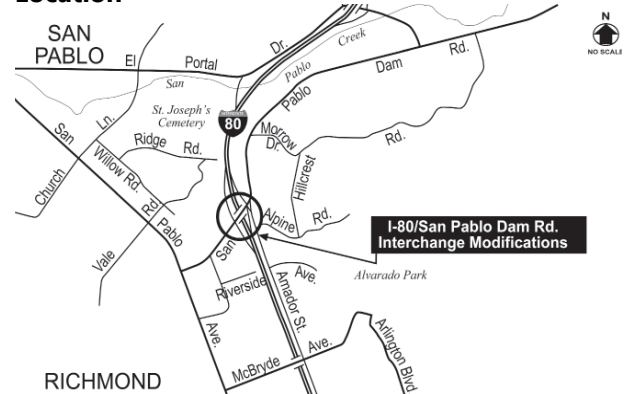 Location
SAN
PABLO
El
Portal
Dr.
San
Pablo
Creek
Pablo
Dam
Rd.
N
NO SCALE
St. Joseph's
Cemetery
INTERSTATE
80
Church
Ln.
San
Willow Rd.
Ridge
Rd.
Morrow
Dr.
Hillcrest
Rd.
Vale
Rd.
Pablo
San
Alpine
Rd.
I-80/San Pablo Dam Rd.
Interchange Modifications
Alvarado Park
Riverside
Ave.
Amador St.
Ave.
McBryde
Ave.
Arlington Blvd
RICHMOND